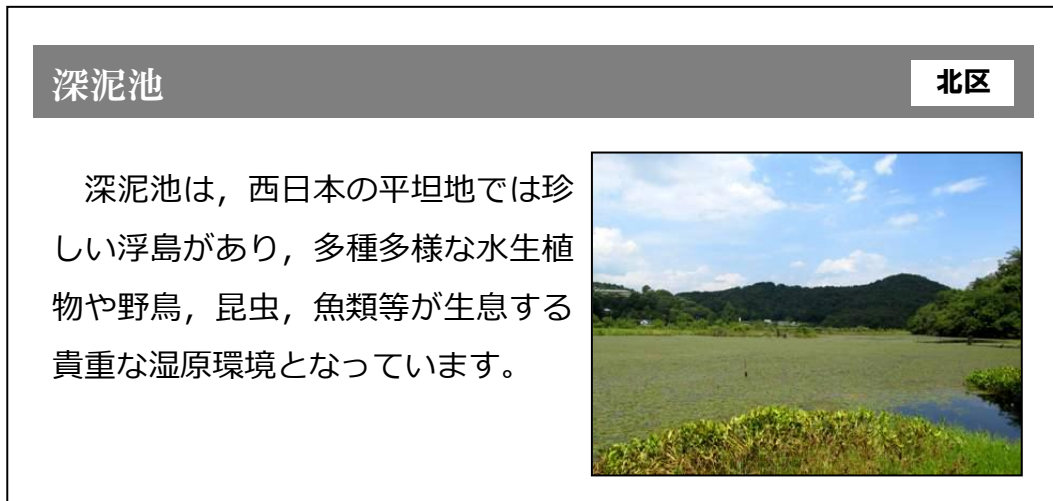 深泥池
北区
　深泥池は，西日本の平坦地では珍
しい浮島があり，多種多様な水生植
物や野鳥，昆虫，魚類等が生息する
貴重な湿原環境となっています。